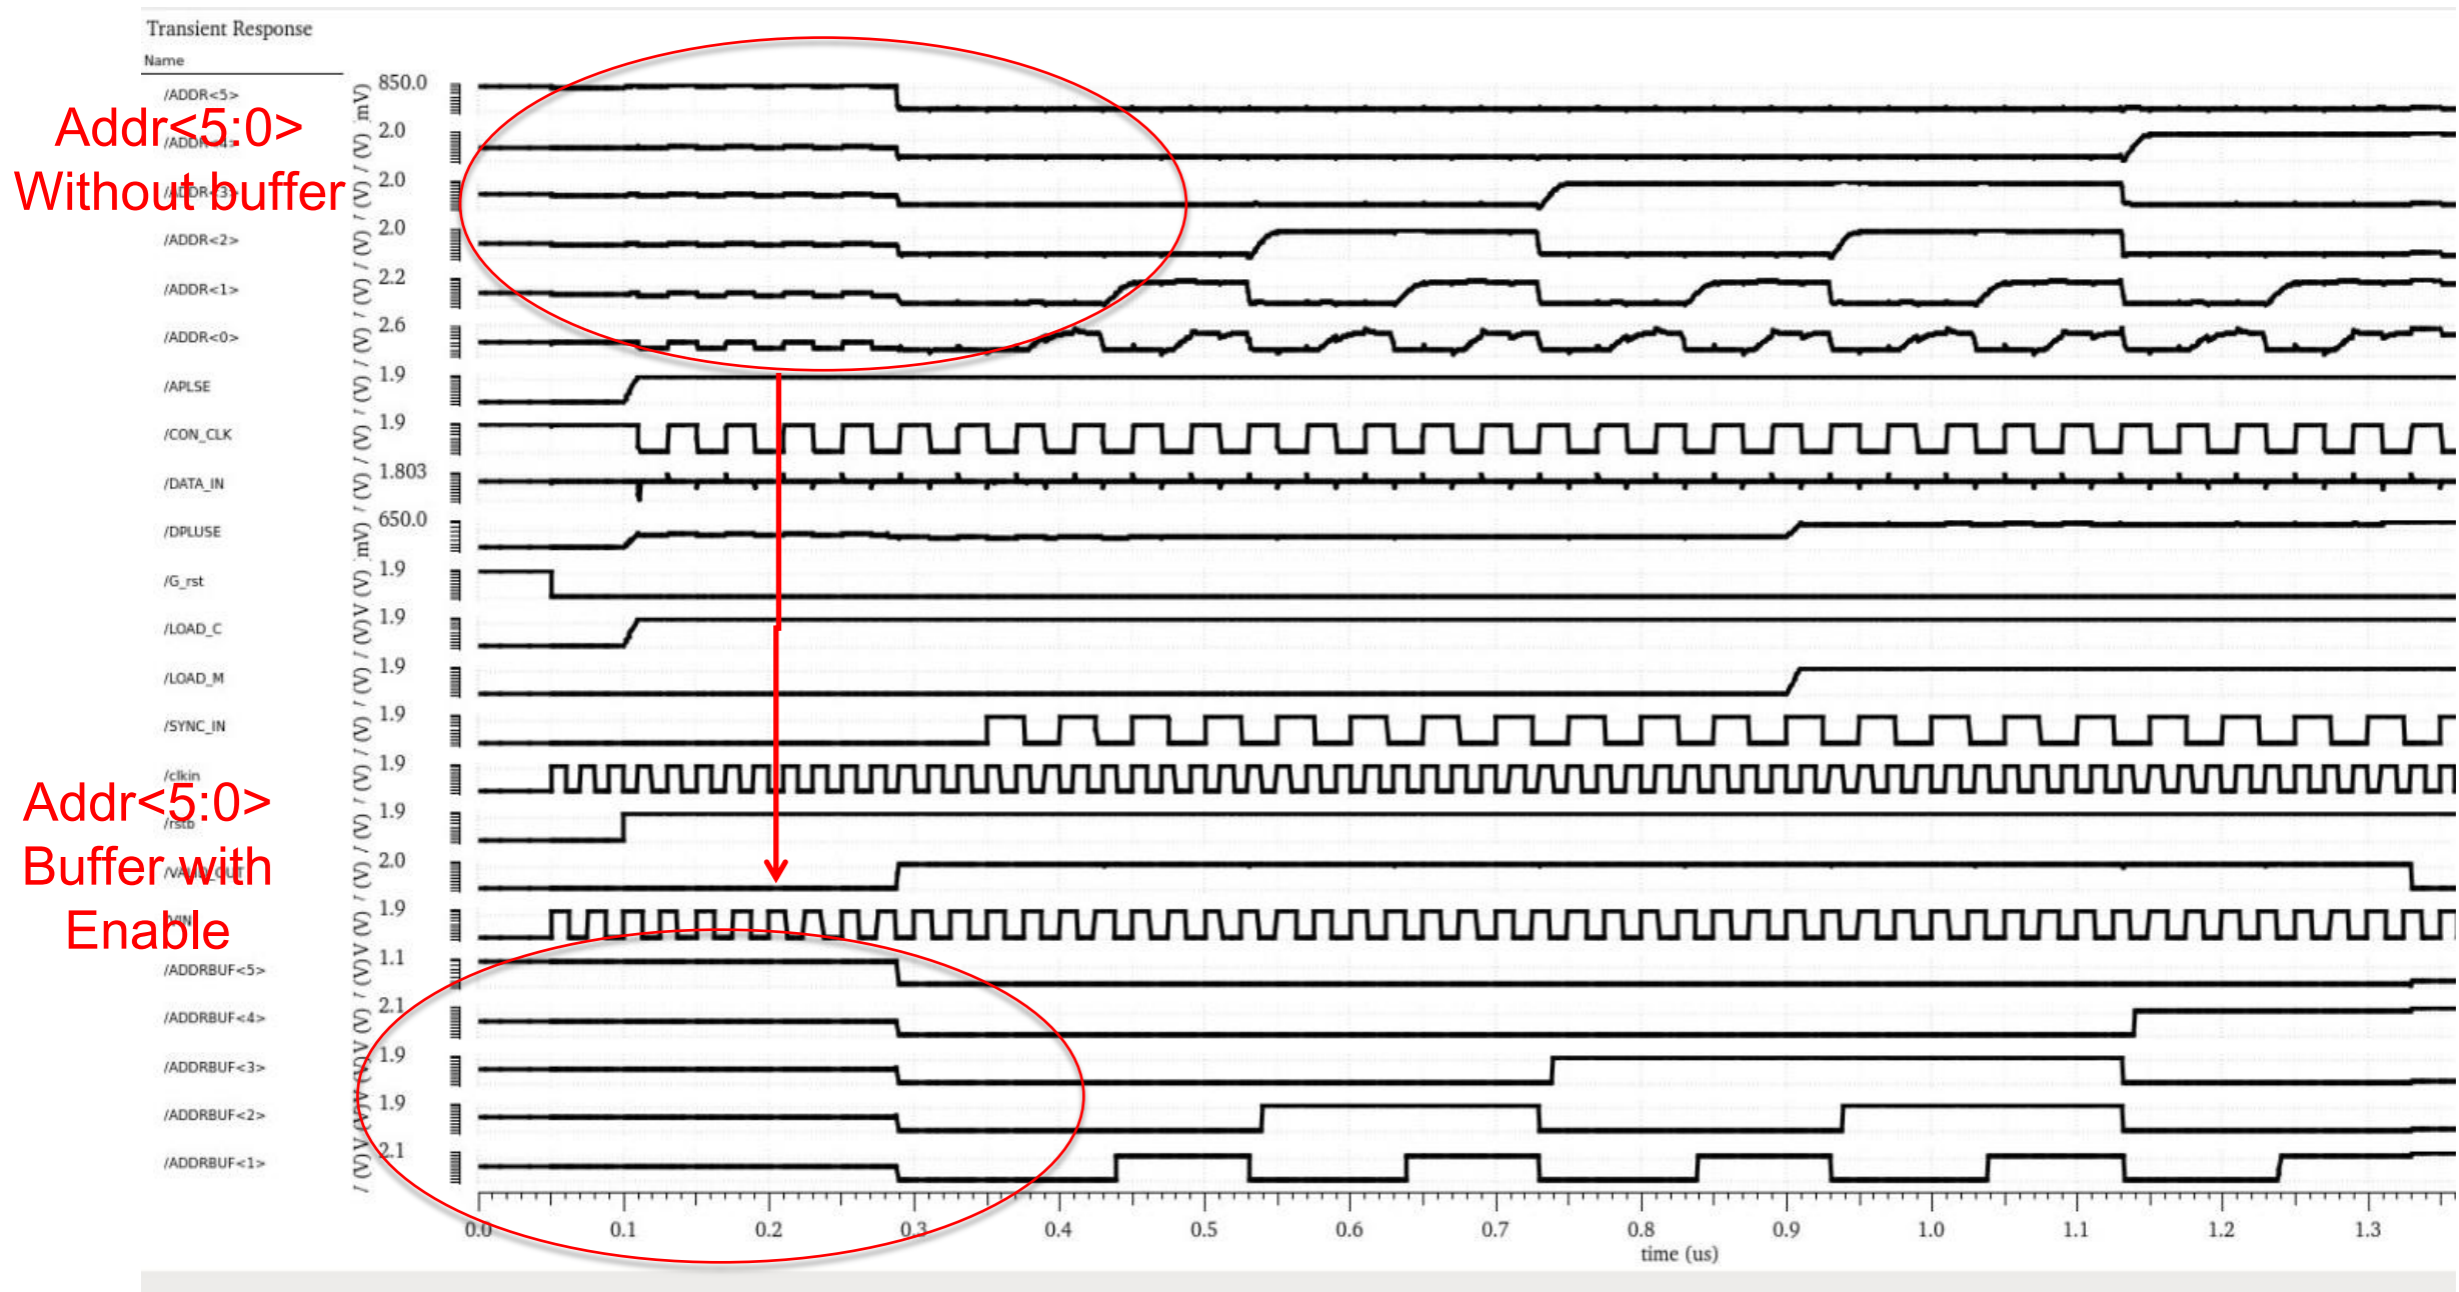 Transient Response
Name
/ADDR<5>
850.0
Addr<5:0>
Without buffer
/ADDR<4>
2.0
/ADDR<3>
2.0
/ADDR<2>
2.0
/ADDR<1>
2.2
/ADDR<0>
2.6
/APLSE
1.9
/CON_CLK
1.9
/DATA_IN
1.803
/DPLUSE
650.0
/G_rst
1.9
/LOAD_C
1.9
/LOAD_M
1.9
/SYNC_IN
1.9
/clkin
1.9
Addr<5:0>
Buffer with
Enable
/rstb
1.9
/VALID_OUT
2.0
1.9
/ADDRBUF<5>
1.1
/ADDRBUF<4>
2.1
/ADDRBUF<3>
1.9
/ADDRBUF<2>
1.9
/ADDRBUF<1>
2.1
0.0 0.1 0.2 0.3 0.4 0.5 0.6 0.7 0.8 0.9 1.0 1.1 1.2 1.3
time (us)